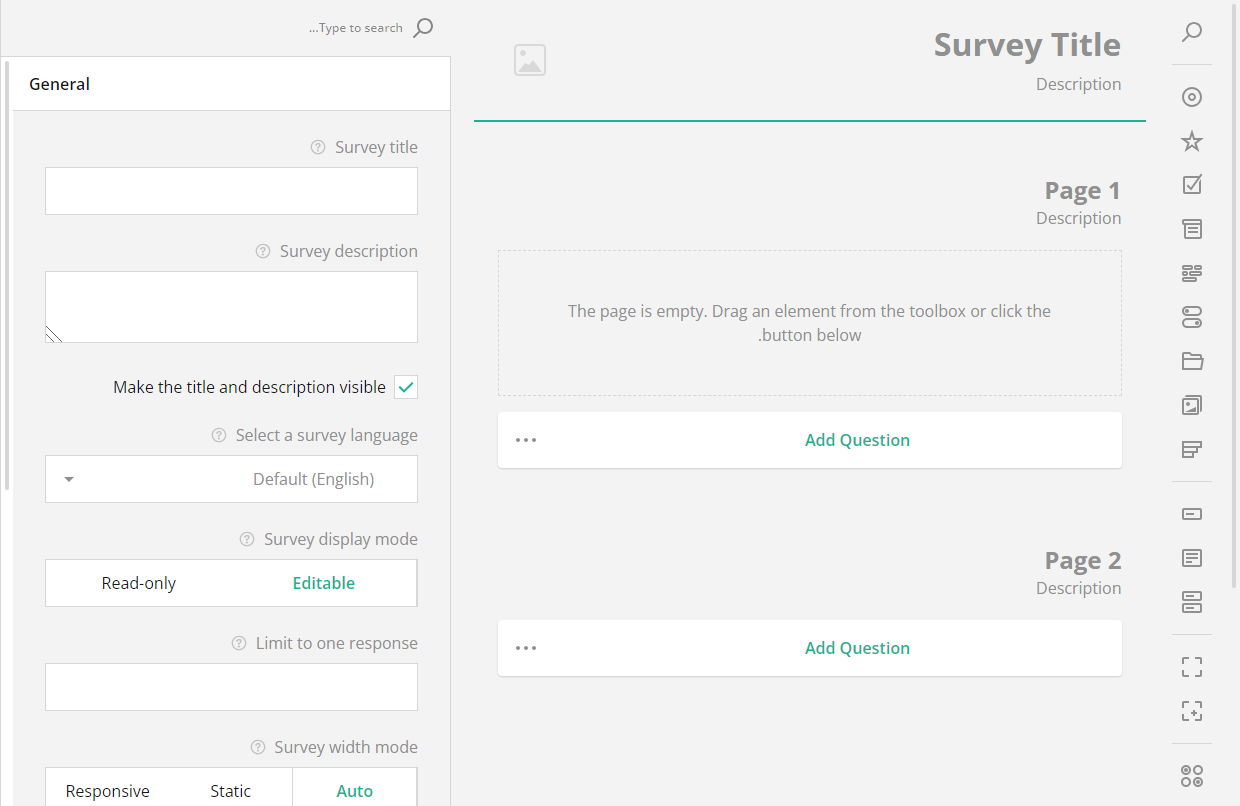 ...Type to search
General
Survey title
Survey description
Make the title and description visible
Select a survey language
Default (English)
Survey display mode
Read-only
Editable
Limit to one response
Survey width mode
Responsive
Static
Auto
Survey Title
Description
Page 1
Description
The page is empty. Drag an element from the toolbox or click the
.button below
Add Question
Page 2
Description
Add Question